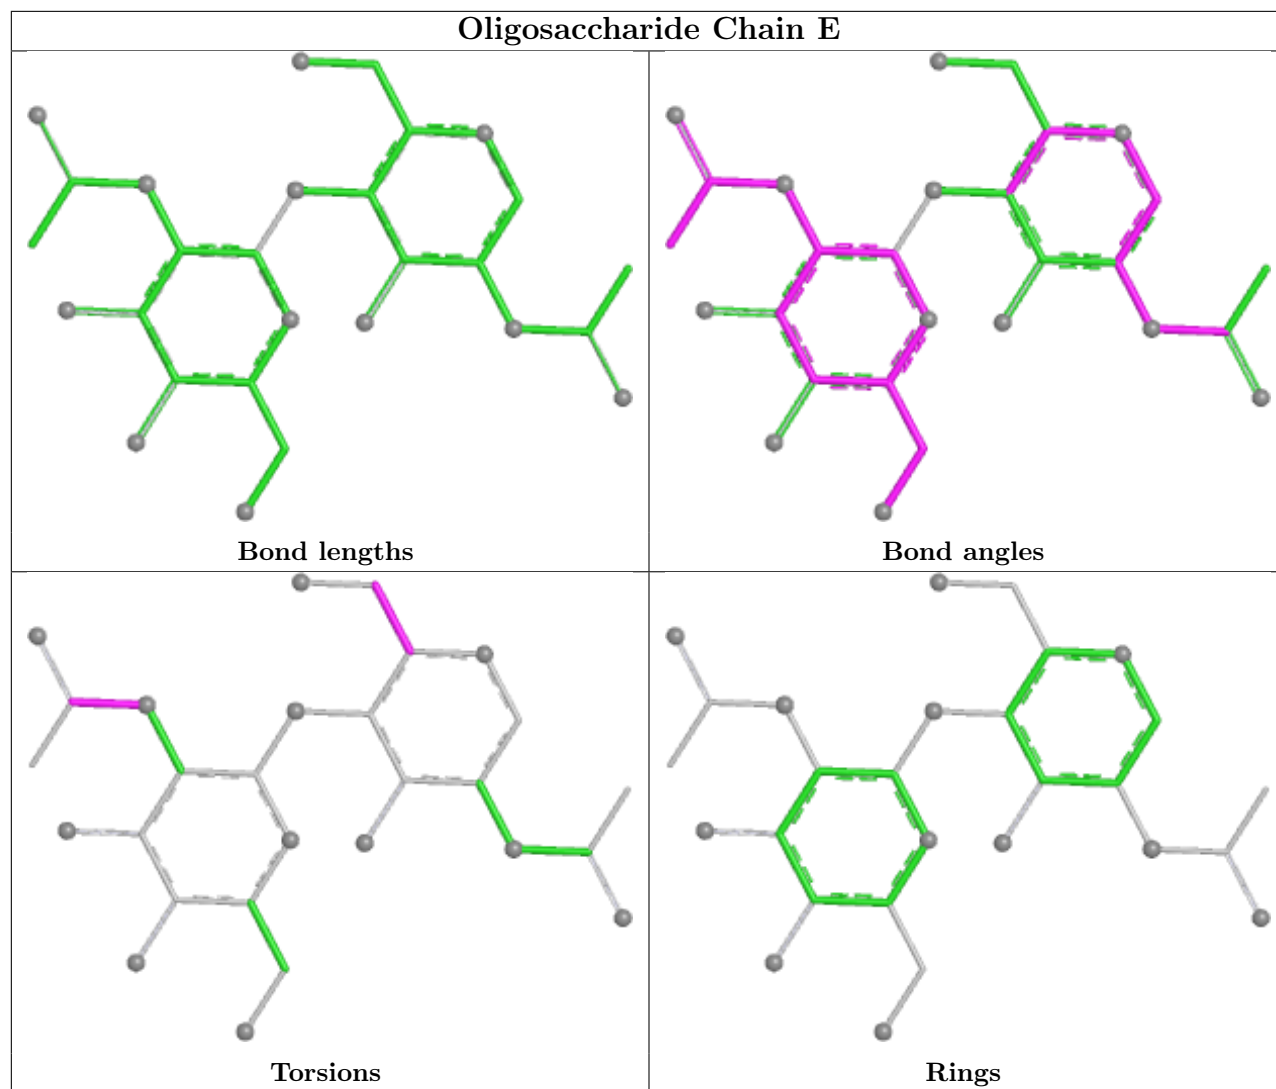 Oligosaccharide Chain E
Bond lengths
Bond angles
Torsions
Rings